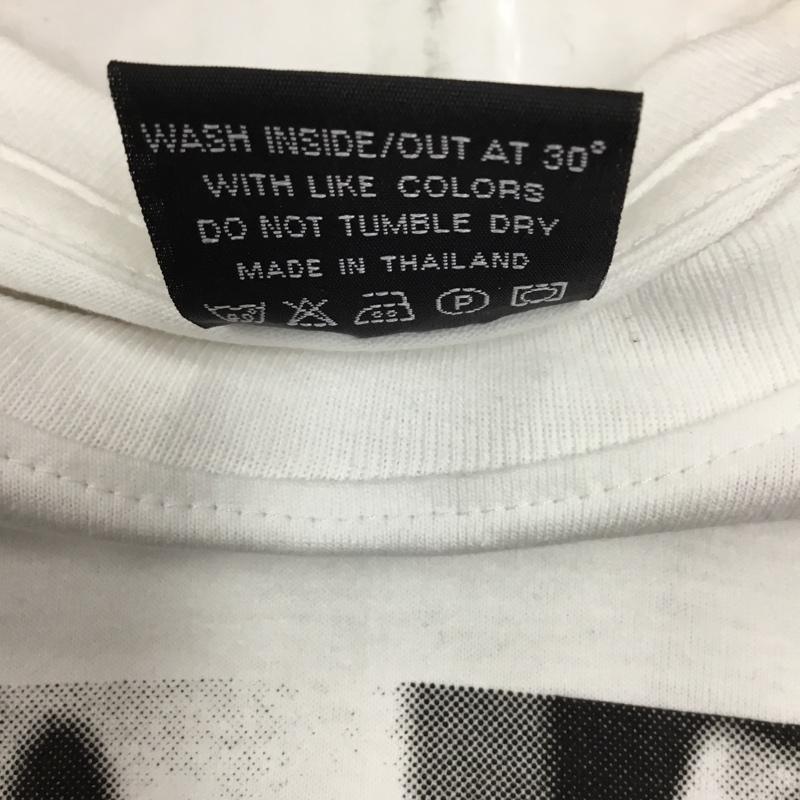 WASH INSIDE/OUT AT 30°
WITH LIKE COLORS
DO NOT TUMBLE DRY
MADE IN THAILAND
P